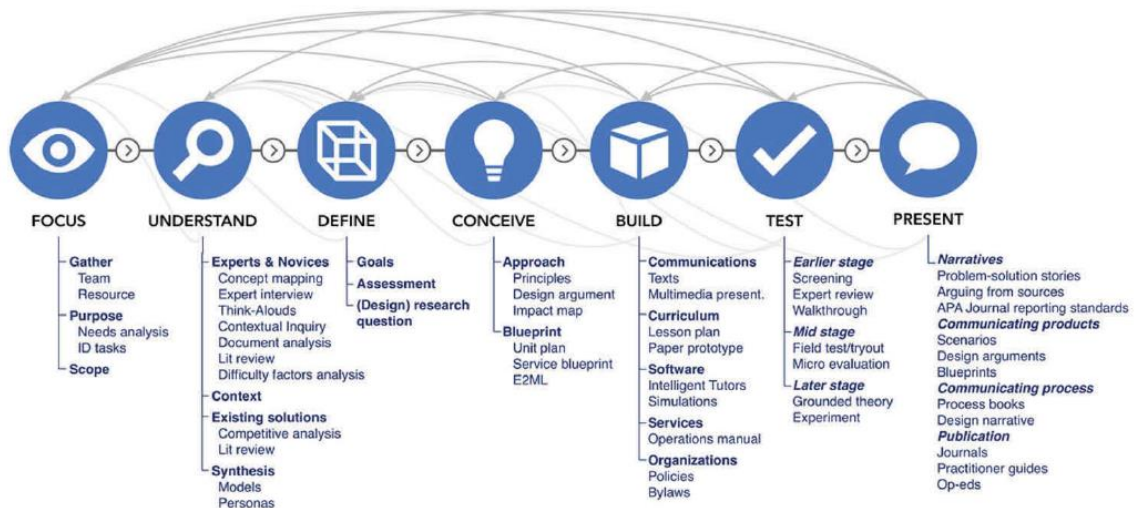 FOCUS
Gather
Team
Resource
Purpose
Needs analysis
ID tasks
Scope
UNDERSTAND
Experts & Novices
Concept mapping
Expert interview
Think-Alouds
Contextual Inquiry
Document analysis
Lit review
Difficulty factors analysis
Context
Existing solutions
Competitive analysis
Lit review
Synthesis
Models
Personas
DEFINE
Goals
Assessment
(Design) research
question
CONCEIVE
Approach
Principles
Design argument
Impact map
Blueprint
Unit plan
Service blueprint
E2ML
BUILD
Communications
Texts
Multimedia present.
Curriculum
Lesson plan
Paper prototype
Software
Intelligent Tutors
Simulations
Services
Operations manual
Organizations
Policies
Bylaws
TEST
Earlier stage
Screening
Expert review
Walkthrough
Mid stage
Field test/tryout
Micro evaluation
Later stage
Grounded theory
Experiment
PRESENT
Narratives
Problem-solution stories
Arguing from sources
APA Journal reporting standards
Communicating products
Scenarios
Design arguments
Blueprints
Communicating process
Process books
Design narrative
Publication
Journals
Practitioner guides
Op-eds